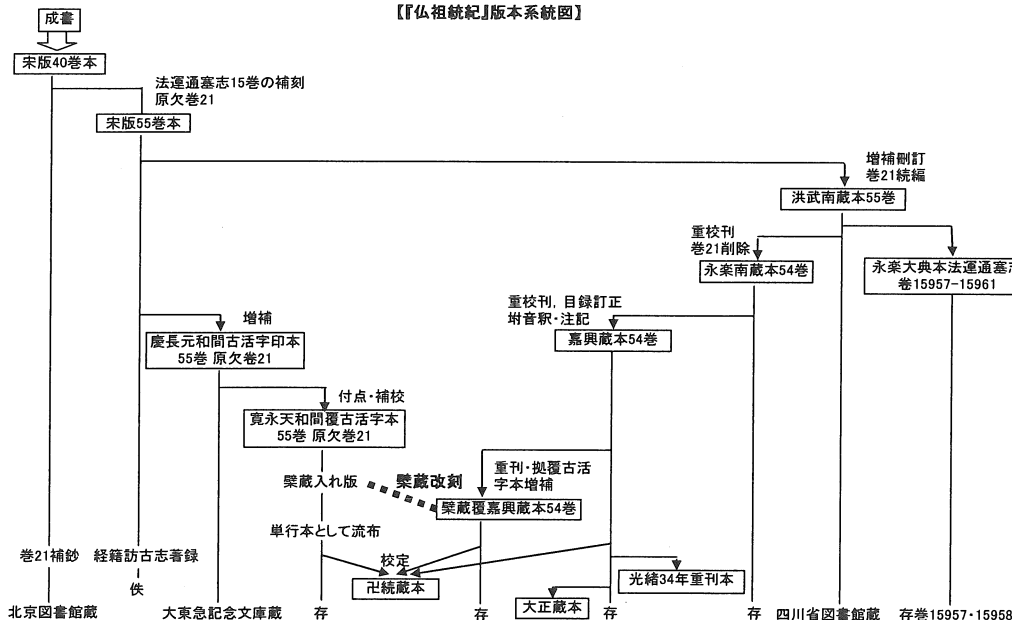 【『仏祖統紀』版本系統図】
成書
宋版40巻本
法運通塞志15巻の補刻
原欠巻21
宋版55巻本
増補刪訂
巻21続編
洪武南蔵本55巻
重校刊
巻21削除
永楽南蔵本54巻
永楽大典本法運通塞志
巻15957-15961
重校刊，目録訂正
坿音釈・注記
嘉興蔵本54巻
増補
慶長元和間古活字印本
55巻 原欠巻21
付点・補校
寛永天和間覆古活字本
55巻 原欠巻21
檗蔵入れ版
檗蔵改刻
重刊・拠覆古活
字本増補
檗蔵覆嘉興蔵本54巻
単行本として流布
巻21補鈔
経籍訪古志著録
校定
卍続蔵本
光緒34年重刊本
大正蔵本
佚
北京図書館蔵
大東急記念文庫蔵
存
存
存
存
四川省図書館蔵
存巻15957・15958